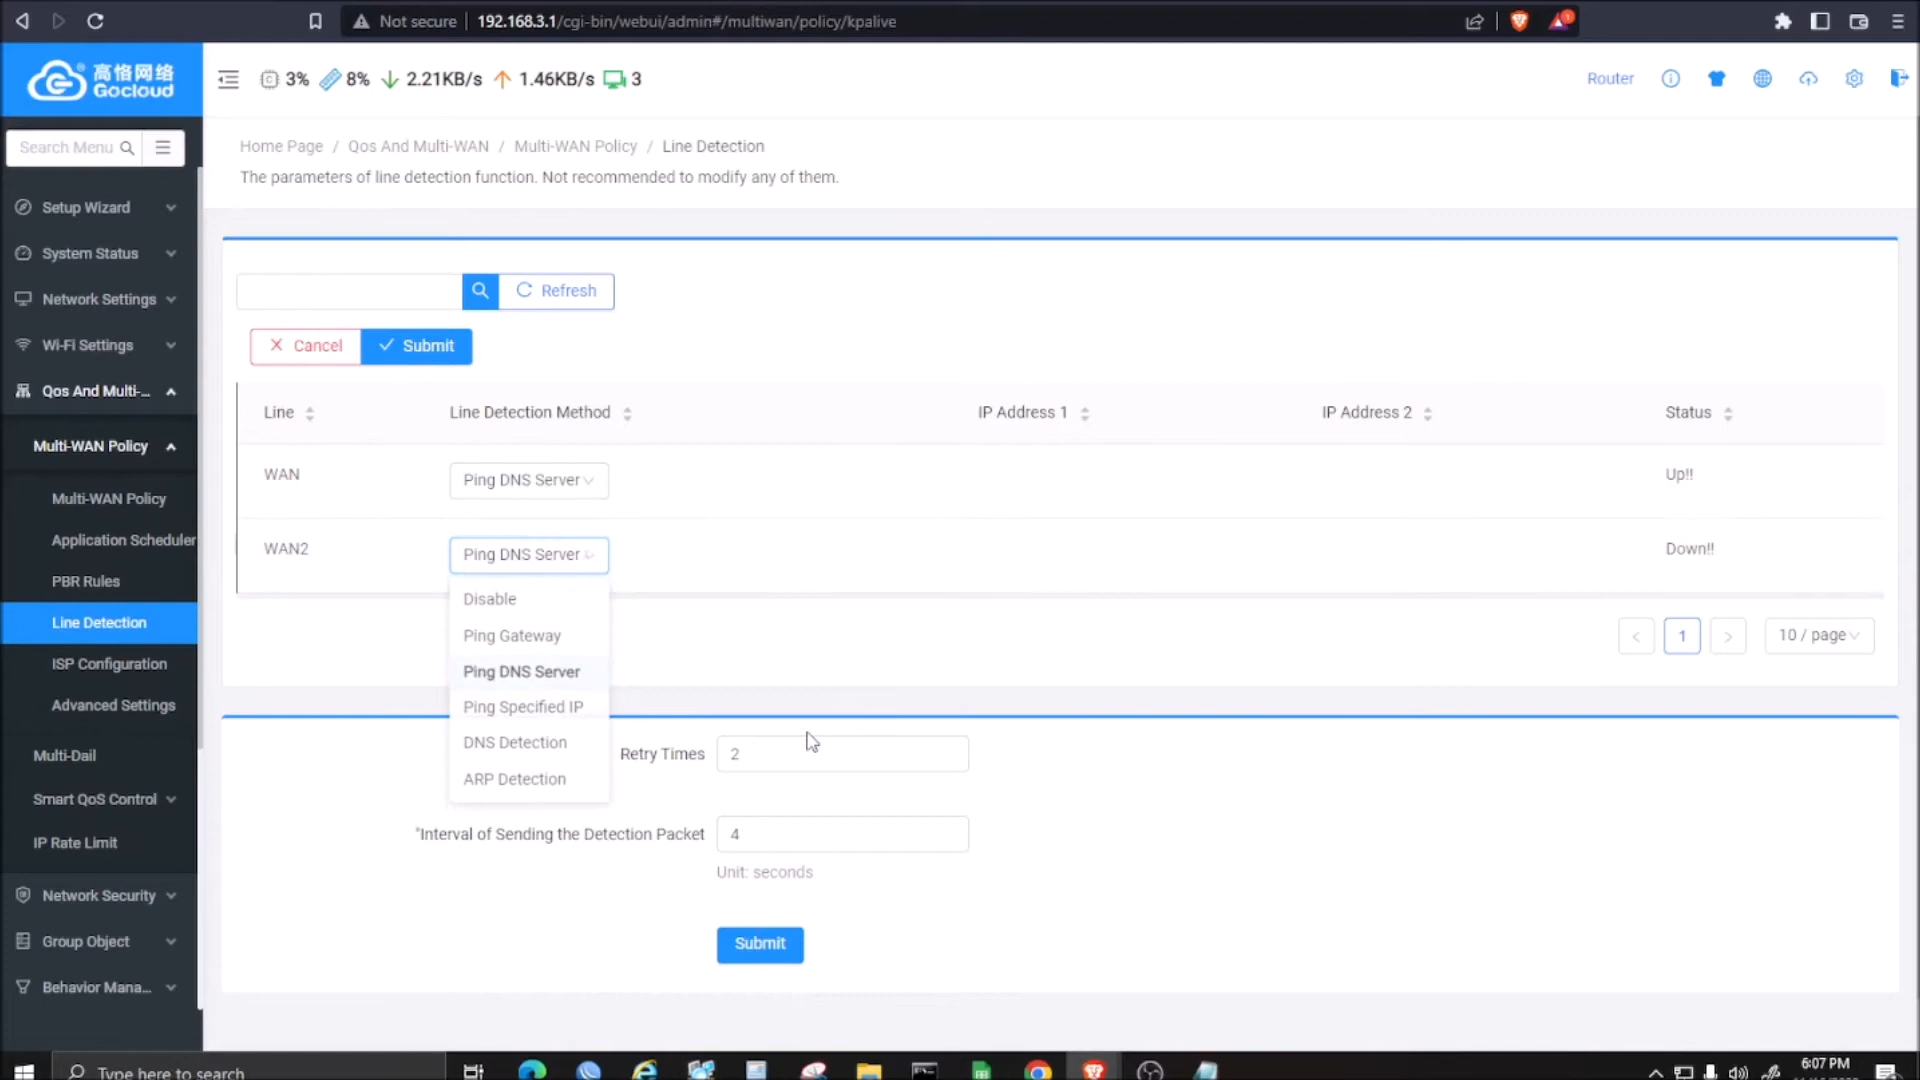 Not secure 192.168.3.1/cgi-bin/webui/admin#/multiwan/policy/kpalive
高恪网络
Gocloud
3% 8% 2.21KB/s 1.46KB/s 3
Router
Search Menu
Home Page / Qos And Multi-WAN / Multi-WAN Policy / Line Detection
The parameters of line detection function. Not recommended to modify any of them.
Setup Wizard
System Status
Network Settings
Wi-Fi Settings
Qos And Multi-...
Multi-WAN Policy
Multi-WAN Policy
Application Scheduler
PBR Rules
Line Detection
ISP Configuration
Advanced Settings
Multi-Dail
Smart QoS Control
IP Rate Limit
Network Security
Group Object
Behavior Mana...
Refresh
Cancel
Submit
Line Line Detection Method IP Address 1 IP Address 2 Status
WAN Ping DNS Server Up!!
WAN2 Ping DNS Server Down!!
Disable
Ping Gateway
Ping DNS Server
Ping Specified IP
DNS Detection
ARP Detection
< 1 > 10 / page
Retry Times 2
*Interval of Sending the Detection Packet 4
Unit: seconds
Submit
Type here to search
6:07 PM